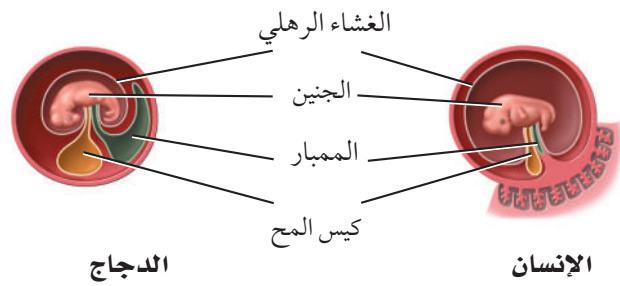 الغشاء الرهلي
الجنين
الممبار
كيس المح
الإنسان
الدجاج